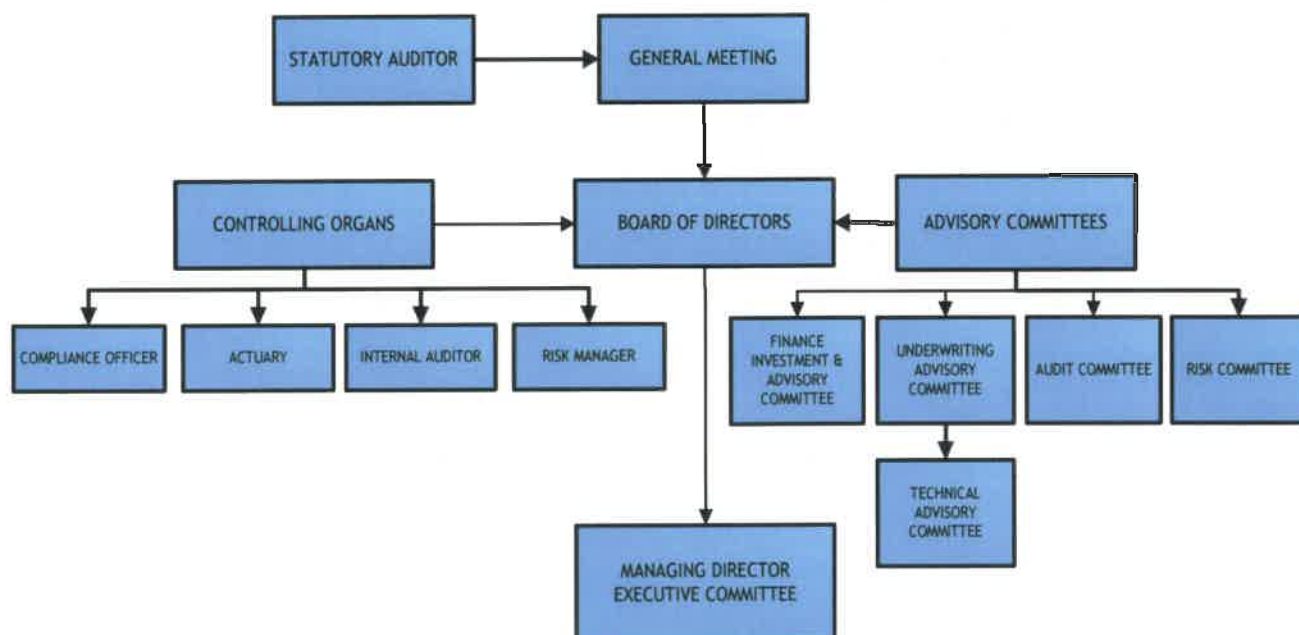 STATUTORY AUDITOR
GENERAL MEETING
CONTROLLING ORGANS
BOARD OF DIRECTORS
ADVISORY COMMITTEES
COMPLIANCE OFFICER
ACTUARY
INTERNAL AUDITOR
RISK MANAGER
FINANCE
INVESTMENT &
ADVISORY
COMMITTEE
UNDERWRITING
ADVISORY
COMMITTEE
AUDIT COMMITTEE
RISK COMMITTEE
TECHNICAL
ADVISORY
COMMITTEE
MANAGING DIRECTOR
EXECUTIVE COMMITTEE